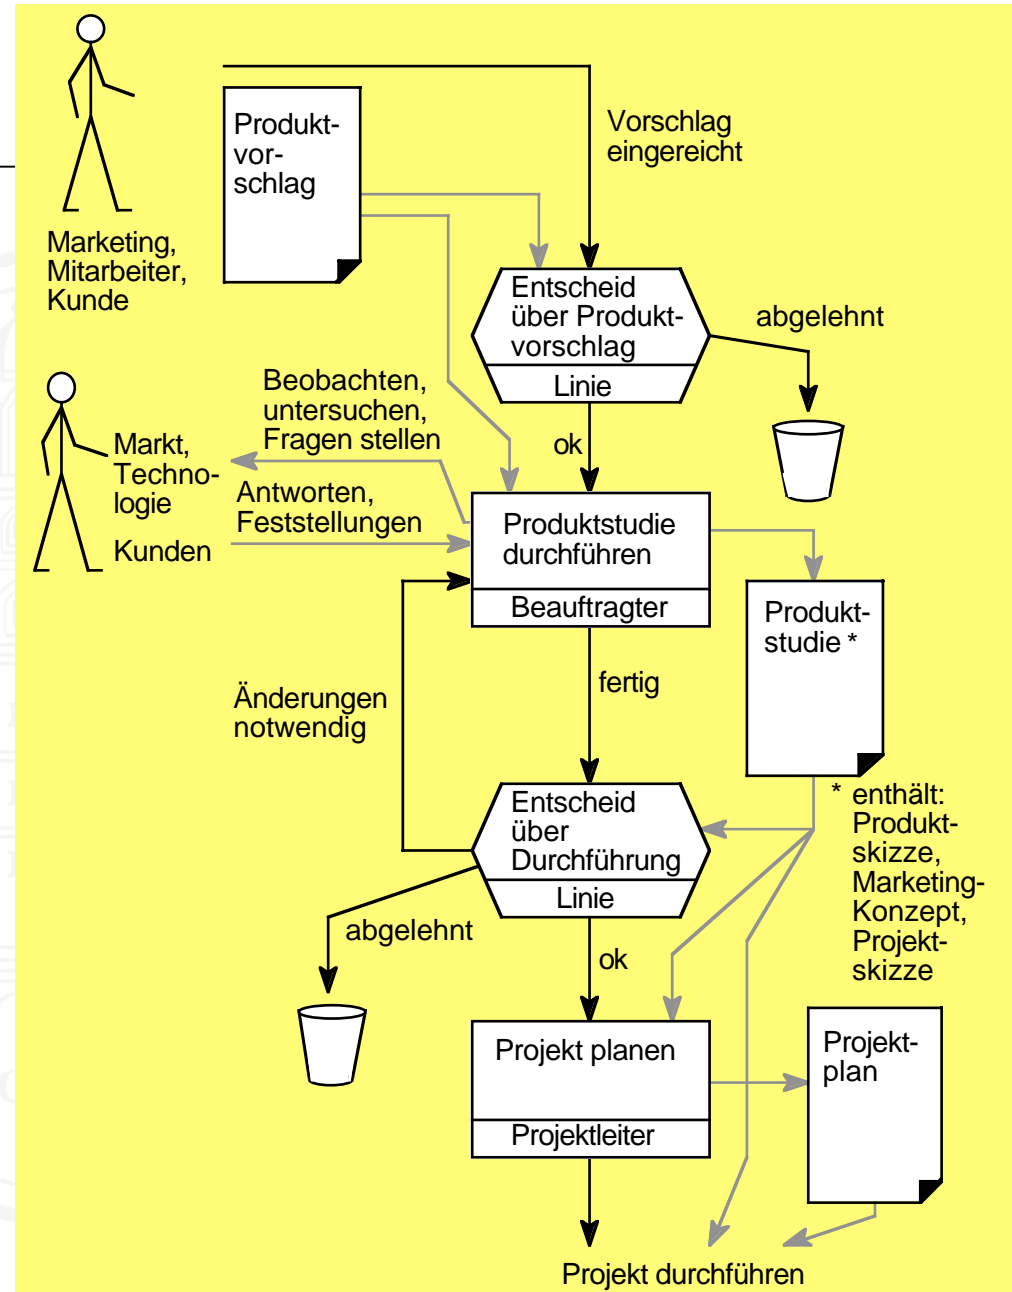 Produkt-
vor-
schlag
Vorschlag
eingereicht
Marketing,
Mitarbeiter,
Kunde
Entscheid
über Produkt-
vorschlag
Linie
abgelehnt
Beobachten,
untersuchen,
Fragen stellen
ok
Markt,
Techno-
logie
Kunden
Antworten,
Feststellungen
Produktstudie
durchführen
Beauftragter
Produkt-
studie *
fertig
Änderungen
notwendig
Entscheid
über
Durchführung
Linie
* enthält:
Produkt-
skizze,
Marketing-
Konzept,
Projekt-
skizze
abgelehnt
ok
Projekt planen
Projektleiter
Projekt-
plan
Projekt durchführen